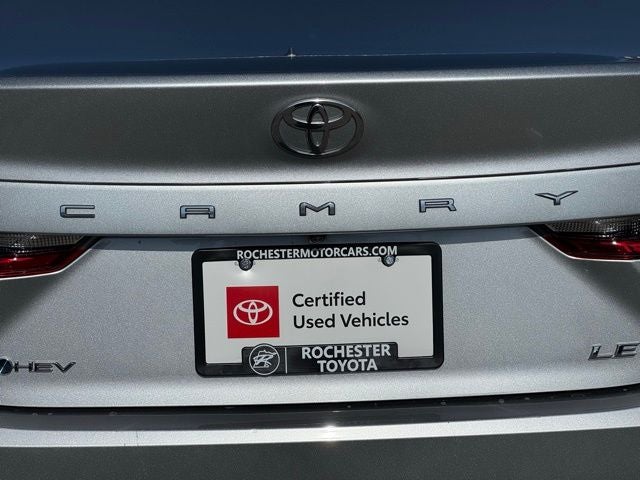 CAMRY
ROCHESTERMOTORCARS.COM
Certified
Used Vehicles
ROCHESTER
TOYOTA
HEV
LE